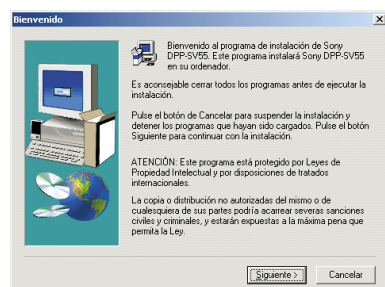 Bienvenido
Bienvenido al programa de instalación de Sony
DPP-SV55. Este programa instalará Sony DPP-SV55
en su ordenador.
Es aconsejable cerrar todos los programas antes de ejecutar la
instalación.
Pulse el botón de Cancelar para suspender la instalación y
detener los programas que hayan sido cargados. Pulse el botón
Siguiente para continuar con la instalación.
ATENCIÓN: Este programa está protegido por Leyes de
Propiedad Intelectual y por disposiciones de tratados
internacionales.
La copia o distribución no autorizadas del mismo o de
cualesquiera de sus partes podría acarrear severas sanciones
civiles y criminales, y estarán expuestas a la máxima pena que
permita la Ley.
Siguiente > Cancelar